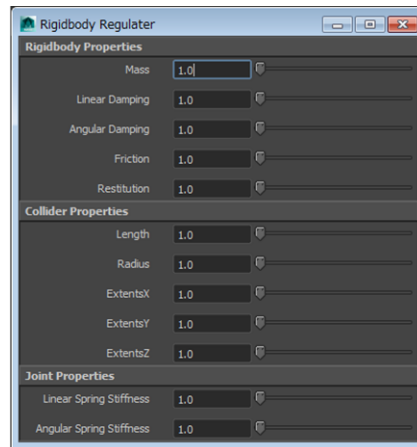 Rigidbody Regulater
Rigidbody Properties
Mass 1.0
Linear Damping 1.0
Angular Damping 1.0
Friction 1.0
Restitution 1.0
Collider Properties
Length 1.0
Radius 1.0
ExtentsX 1.0
ExtentsY 1.0
ExtentsZ 1.0
Joint Properties
Linear Spring Stiffness 1.0
Angular Spring Stiffness 1.0